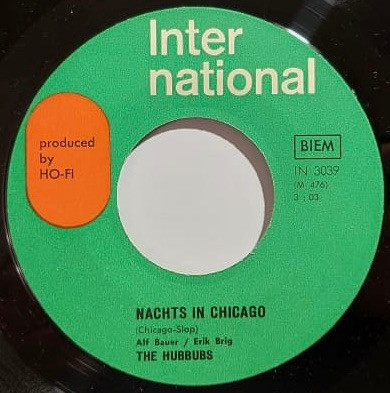 Inter
national
produced
by
HO-FI
BIEM
IN 3039
(M 476)
3 : 03
NACHTS IN CHICAGO
(Chicago-Slop)
Alf Bauer / Erik Brig
THE HUBBUBS